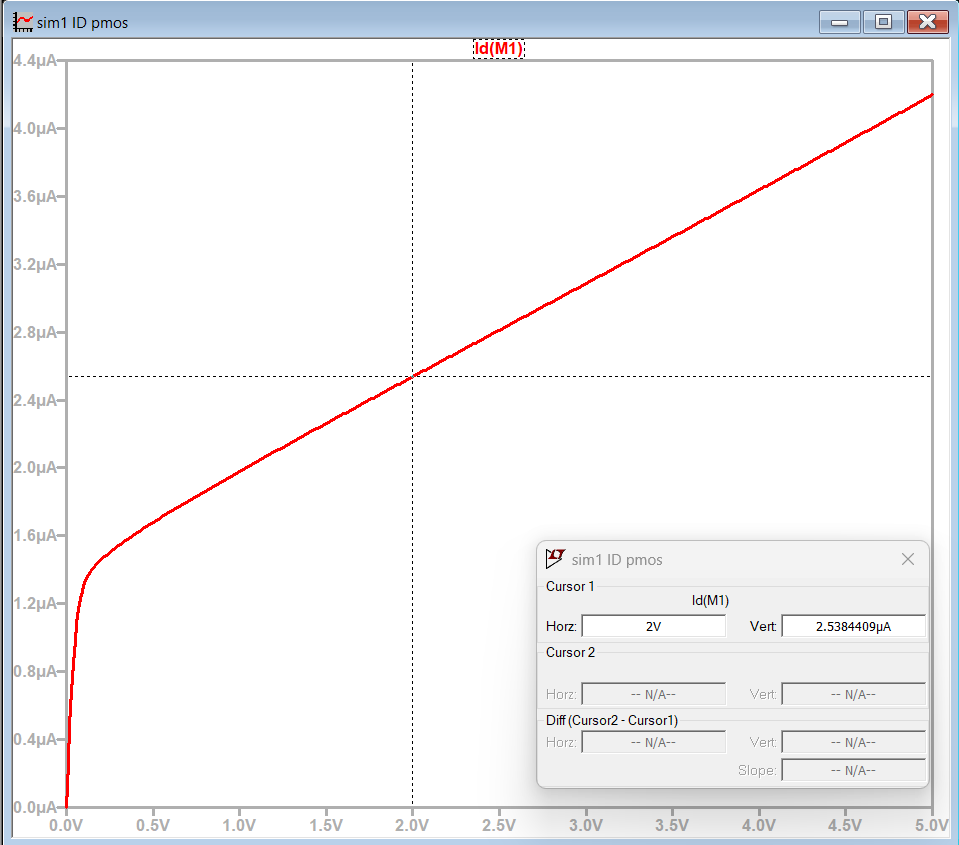 sim1 ID pmos
Id(M1)
4.4µA
4.0µA
3.6µA
3.2µA
2.8µA
2.4µA
2.0µA
1.6µA
1.2µA
0.8µA
0.4µA
0.0µA
0.0V 0.5V 1.0V 1.5V 2.0V 2.5V 3.0V 3.5V 4.0V 4.5V 5.0V
sim1 ID pmos
Cursor 1
Id(M1)
Horz: 2V Vert: 2.5384409µA
Cursor 2
Horz: -- N/A-- Vert: -- N/A--
Diff (Cursor2 - Cursor1)
Horz: -- N/A-- Vert: -- N/A--
Slope: -- N/A--